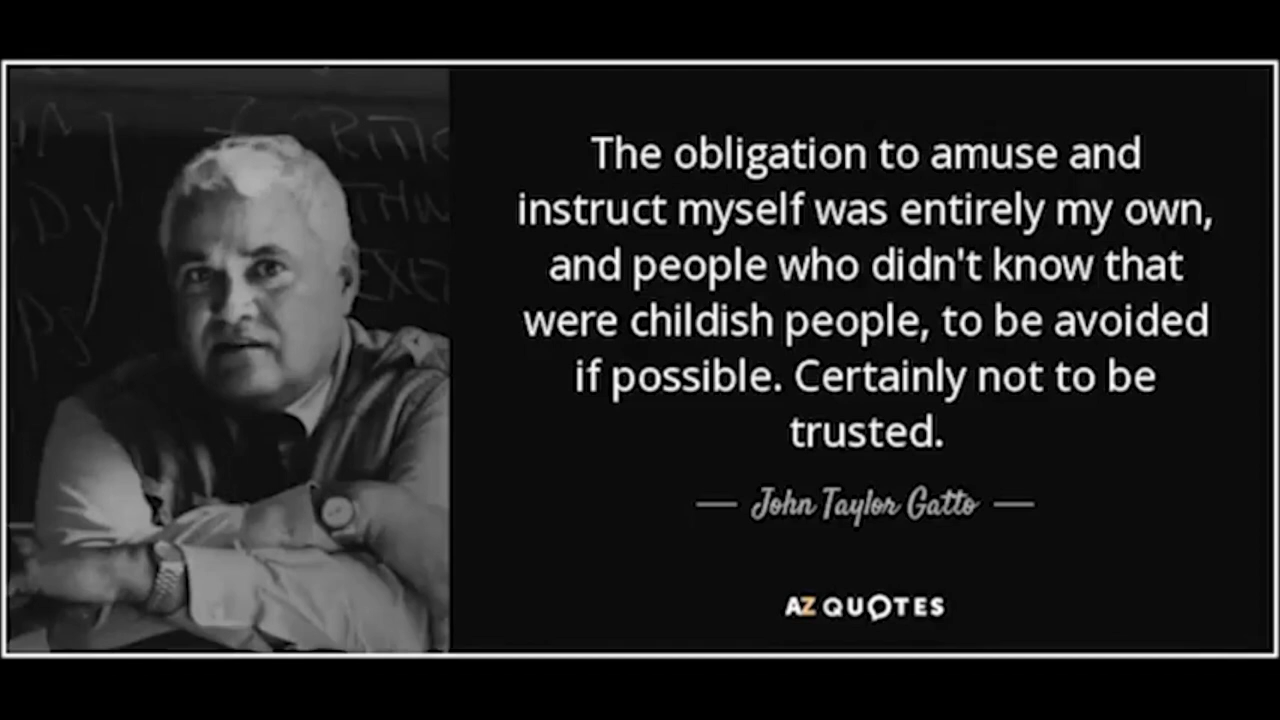 The obligation to amuse and
instruct myself was entirely my own,
and people who didn't know that
were childish people, to be avoided
if possible. Certainly not to be
trusted.
— John Taylor Gatto —
AZ QUOTES